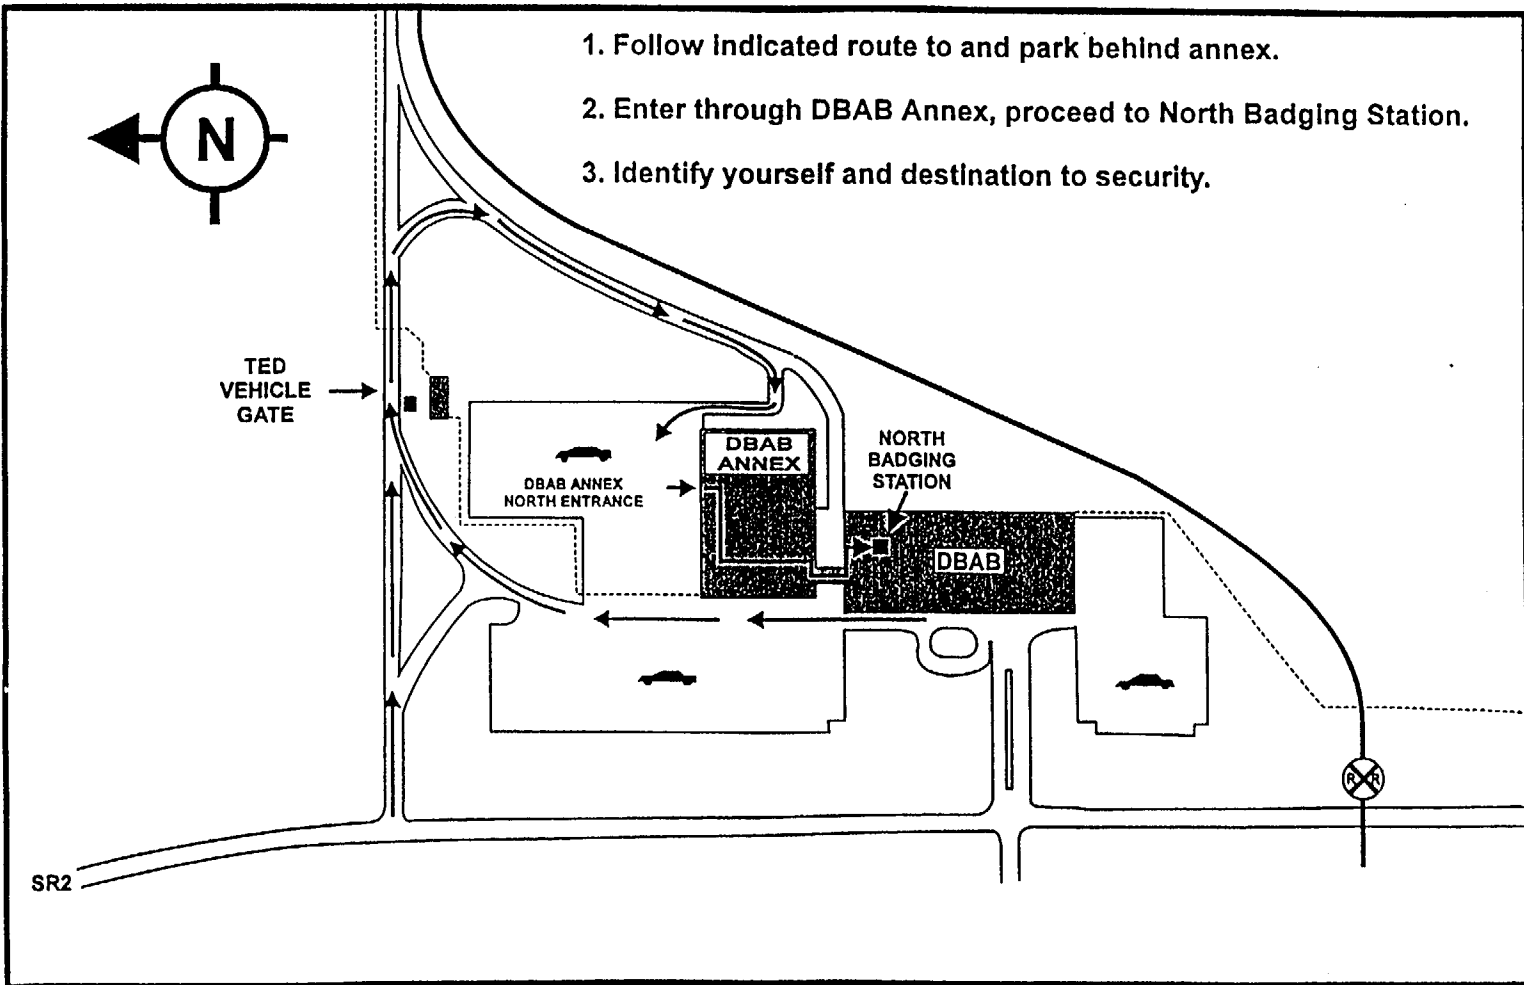 1. Follow indicated route to and park behind annex.
2. Enter through DBAB Annex, proceed to North Badging Station.
3. Identify yourself and destination to security.
N
TED
VEHICLE
GATE
DBAB
ANNEX
NORTH
BADGING
STATION
DBAB ANNEX
NORTH ENTRANCE
DBAB
R R
SR2